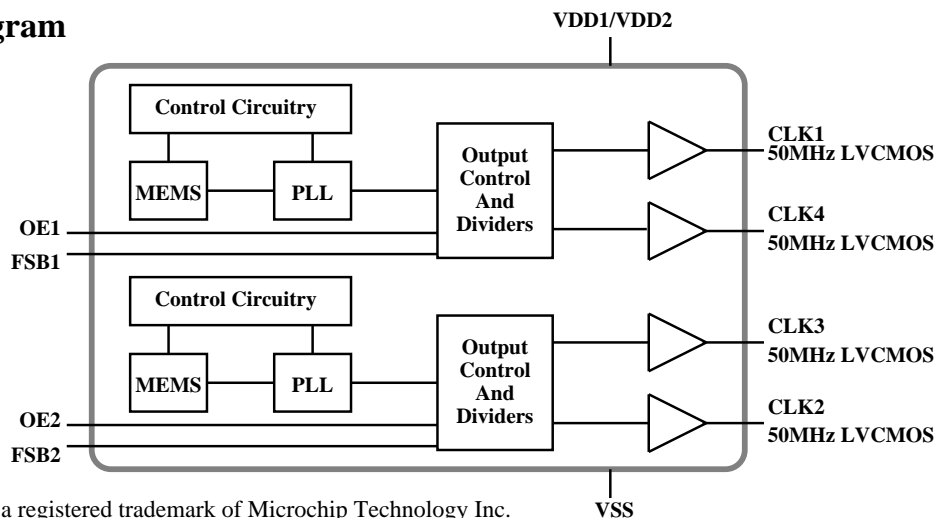 gram
VDD1/VDD2
Control Circuitry
MEMS
PLL
Output
Control
And
Dividers
CLK1
50MHz LVCMOS
CLK4
50MHz LVCMOS
OE1
FSB1
Control Circuitry
MEMS
PLL
Output
Control
And
Dividers
CLK3
50MHz LVCMOS
CLK2
50MHz LVCMOS
OE2
FSB2
a registered trademark of Microchip Technology Inc.
VSS